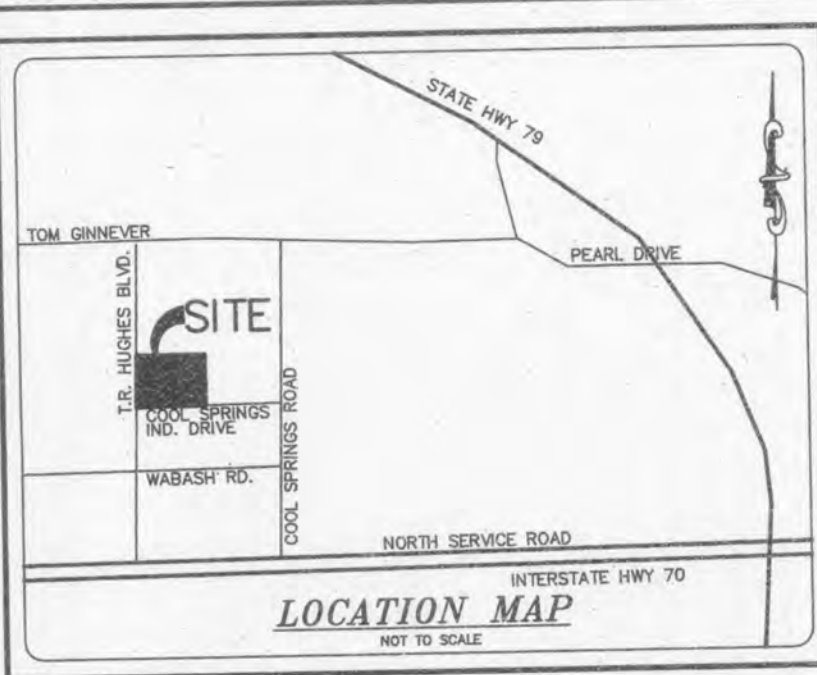 STATE HWY 79
TOM GINNEVER
PEARL DRIVE
T.R. HUGHES BLVD.
SITE
COOL SPRINGS
IND. DRIVE
COOL SPRINGS ROAD
WABASH RD.
NORTH SERVICE ROAD
INTERSTATE HWY 70
LOCATION MAP
NOT TO SCALE